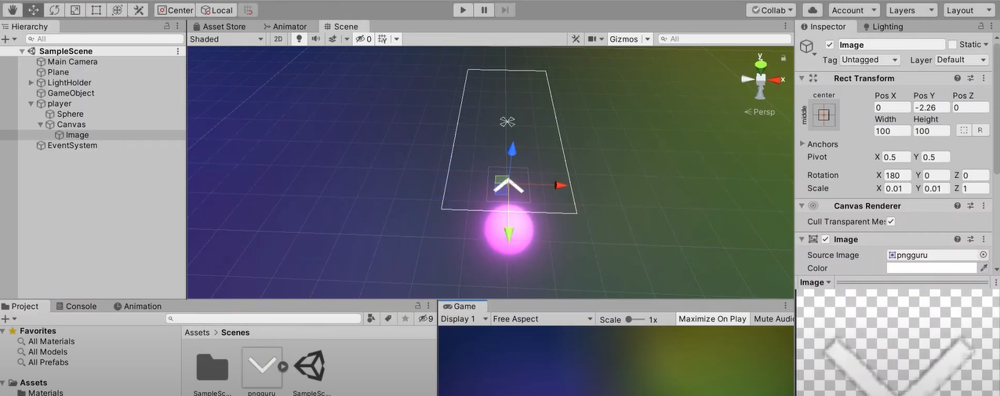 Center Local Collab Account Layers Layout
Hierarchy
All
SampleScene
Main Camera
Plane
LightHolder
GameObject
player
Sphere
Canvas
Image
EventSystem
Asset Store Animator Scene
Shaded 2D 0 Gizmos All
y
x
Persp
Inspector Lighting
Image Static
Tag Untagged Layer Default
Rect Transform
center Pos X Pos Y Pos Z
middle 0 -2.26 0
Width Height
100 100 R
Anchors
Pivot X 0.5 Y 0.5
Rotation X 180 Y 0 Z 0
Scale X 0.01 Y 0.01 Z 1
Canvas Renderer
Cull Transparent Mes
Image
Source Image pngguru
Color
Image
Project Console Animation
9
Favorites
All Materials
All Models
All Prefabs
Assets
Materials
Assets > Scenes
SampleSc... pngguru SampleSc...
Game
Display 1 Free Aspect Scale 1x Maximize On Play Mute Audio